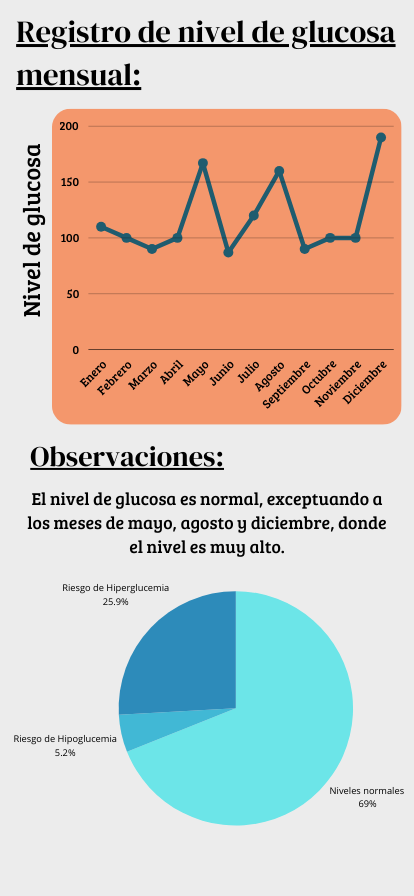 Registro de nivel de glucosa
mensual:
Nivel de glucosa
200
150
100
50
0
Enero
Febrero
Marzo
Abril
Mayo
Junio
Julio
Agosto
Septiembre
Octubre
Noviembre
Diciembre
Observaciones:
El nivel de glucosa es normal, exceptuando a
los meses de mayo, agosto y diciembre, donde
el nivel es muy alto.
Riesgo de Hiperglucemia
25.9%
Riesgo de Hipoglucemia
5.2%
Niveles normales
69%